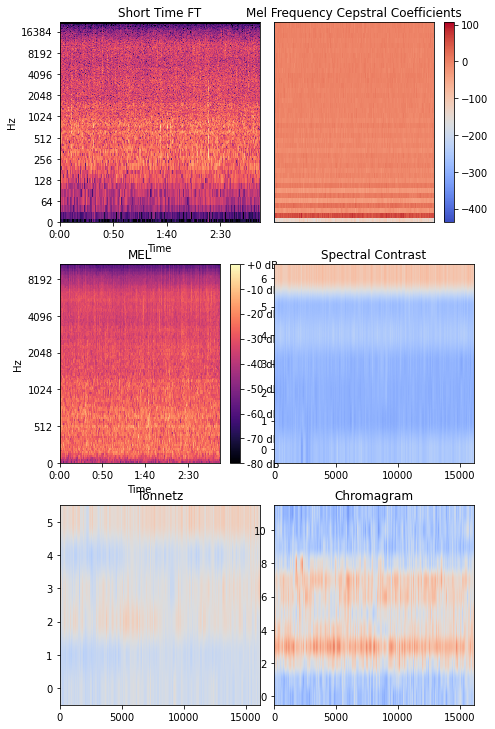 Short Time FT
Mel Frequency Cepstral Coefficients
16384
8192
4096
2048
1024
512
256
128
64
0
Hz
0:00 0:50 1:40 2:30
Time
100
0
−100
−200
−300
−400
MEL
8192
4096
2048
1024
512
0
Hz
0:00 0:50 1:40 2:30
Time
+0 dB
-10 dB
-20 dB
-30 dB
-40 dB
-50 dB
-60 dB
-70 dB
-80 dB
Spectral Contrast
6
5
4
3
2
1
0
0 5000 10000 15000
Tonnetz
5
4
3
2
1
0
0 5000 10000 15000
Chromagram
10
8
6
4
2
0
0 5000 10000 15000